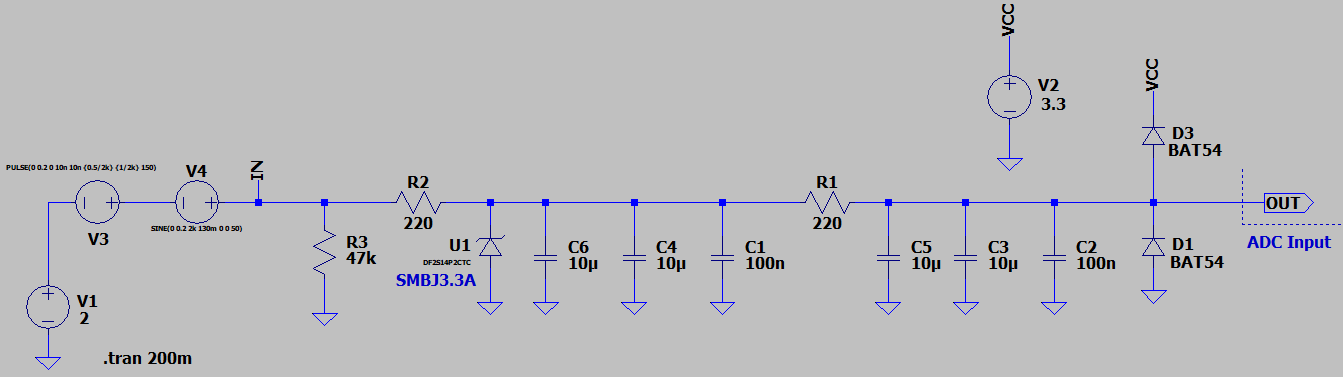 PULSE(0 0.2 0 10n 10n {0.5/2k} {1/2k} 150)
V3
V4
SINE(0 0.2 2k 130m 0 0 50)
V1
2
.tran 200m
IN
R3
47k
R2
220
U1
DF2S14P2CTC
SMBJ3.3A
C6
10µ
C4
10µ
C1
100n
R1
220
C5
10µ
C3
10µ
C2
100n
VCC
V2
3.3
VCC
D3
BAT54
D1
BAT54
OUT
ADC Input